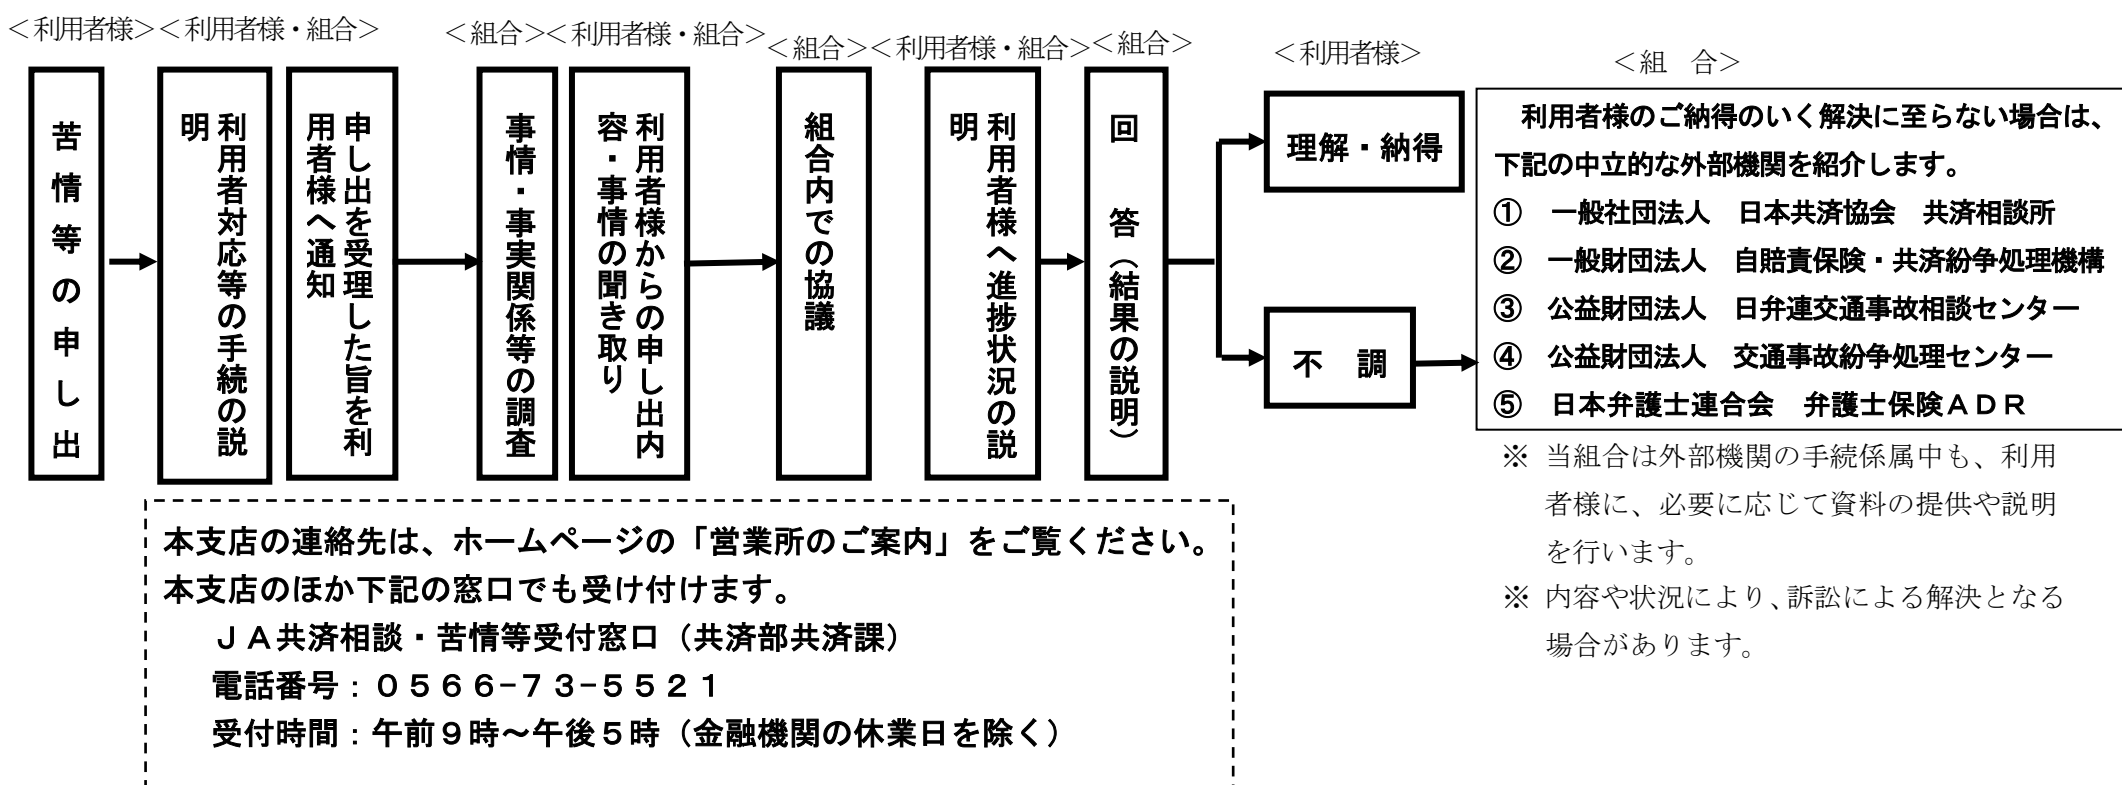 ＜利用者様＞＜利用者様・組合＞
＜組合＞＜利用者様・組合＞
＜組合＞＜利用者様・組合＞
＜組合＞
＜利用者様＞
＜組　合＞
苦情等の申し出
利用者対応等の手続の説
明
申し出を受理した旨を利
用者様へ通知
事情・事実関係等の調査
利用者様からの申し出内
容・事情の聞き取り
組合内での協議
利用者様へ進捗状況の説
明
回　答（結果の説明）
理解・納得
不　調
利用者様のご納得のいく解決に至らない場合は、
下記の中立的な外部機関を紹介します。
①　一般社団法人　日本共済協会　共済相談所
②　一般財団法人　自賠責保険・共済紛争処理機構
③　公益財団法人　日弁連交通事故相談センター
④　公益財団法人　交通事故紛争処理センター
⑤　日本弁護士連合会　弁護士保険ＡＤＲ
※ 当組合は外部機関の手続係属中も、利用
者様に、必要に応じて資料の提供や説明
を行います。
※ 内容や状況により、訴訟による解決となる
場合があります。
本支店の連絡先は、ホームページの「営業所のご案内」をご覧ください。
本支店のほか下記の窓口でも受け付けます。
ＪＡ共済相談・苦情等受付窓口（共済部共済課）
電話番号：０５６６-７３-５５２１
受付時間：午前９時～午後５時（金融機関の休業日を除く）